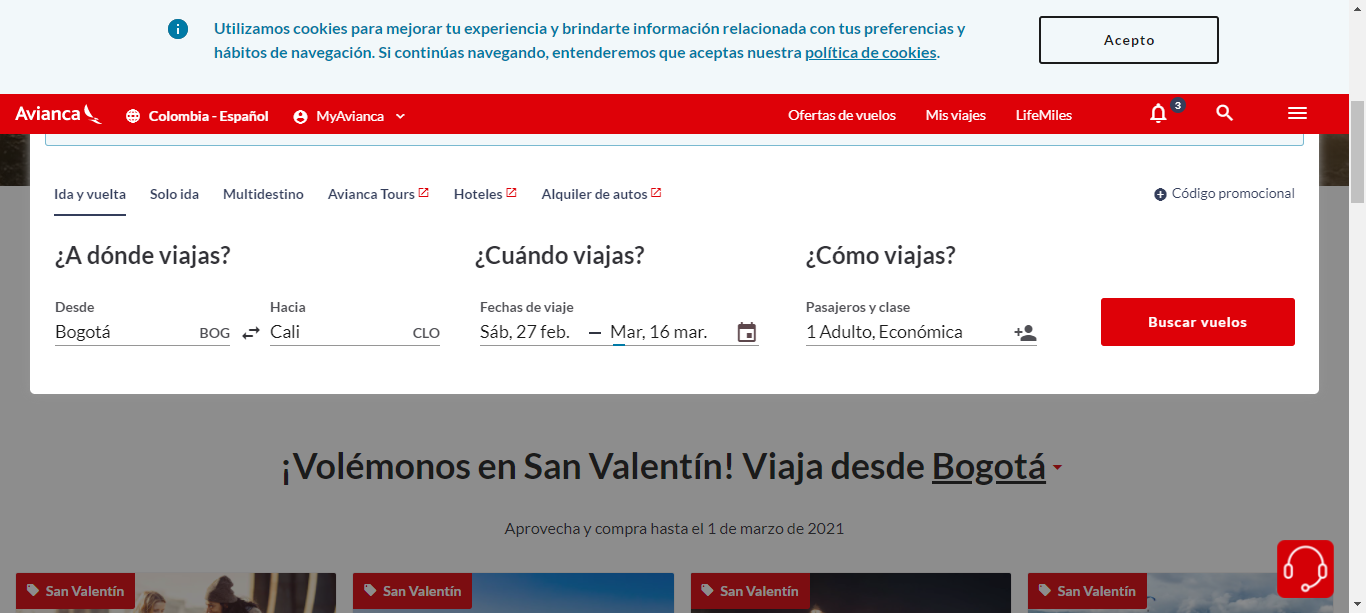 Utilizamos cookies para mejorar tu experiencia y brindarte información relacionada con tus preferencias y
hábitos de navegación. Si continúas navegando, entenderemos que aceptas nuestra política de cookies.
Acepto
Avianca
Colombia - Español
MyAvianca
Ofertas de vuelos
Mis viajes
LifeMiles
3
Ida y vuelta
Solo ida
Multidestino
Avianca Tours
Hoteles
Alquiler de autos
Código promocional
¿A dónde viajas?
¿Cuándo viajas?
¿Cómo viajas?
Desde
Hacia
Fechas de viaje
Pasajeros y clase
Bogotá BOG
Cali CLO
Sáb, 27 feb. — Mar, 16 mar.
1 Adulto, Económica
Buscar vuelos
¡Volémonos en San Valentín! Viaja desde Bogotá
Aprovecha y compra hasta el 1 de marzo de 2021
San Valentín
San Valentín
San Valentín
San Valentín